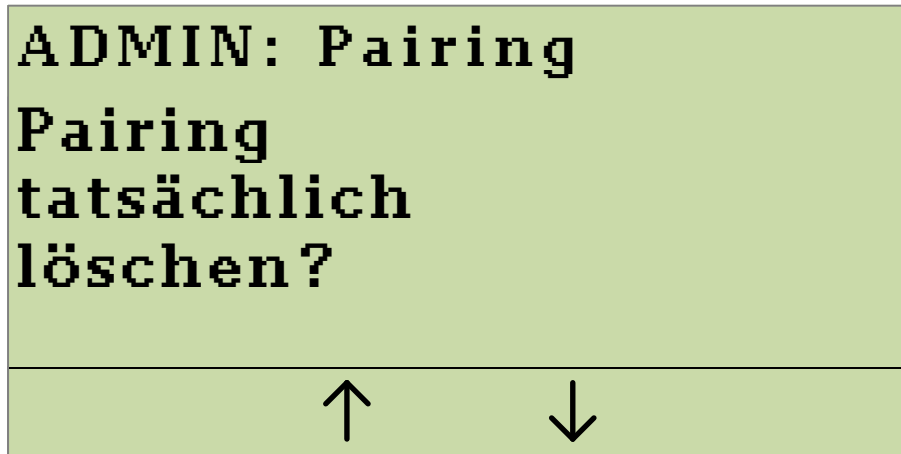 ADMIN: Pairing
Pairing
tatsächlich
löschen?
↑ ↓